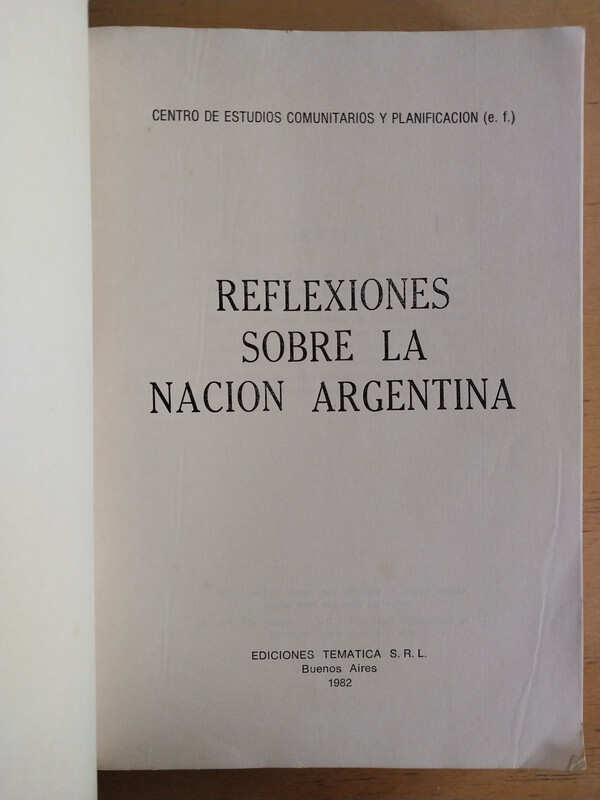 CENTRO DE ESTUDIOS COMUNITARIOS Y PLANIFICACION (e. f.)
REFLEXIONES
SOBRE LA
NACION ARGENTINA
EDICIONES TEMATICA S. R. L.
Buenos Aires
1982